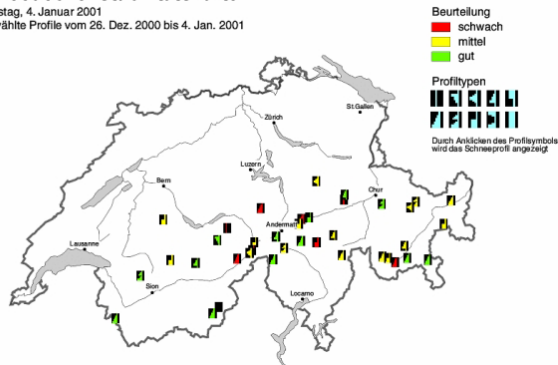 stag, 4. Januar 2001
ählte Profile vom 26. Dez. 2000 bis 4. Jan. 2001
Beurteilung
schwach
mittel
gut
Profiltypen
Durch Anklicken des Profilsymbols
wird das Schneeprofil angezeigt
St.Gallen
Zürich
Luzern
Bern
Chur
Andermatt
Lausanne
Sion
Locarno